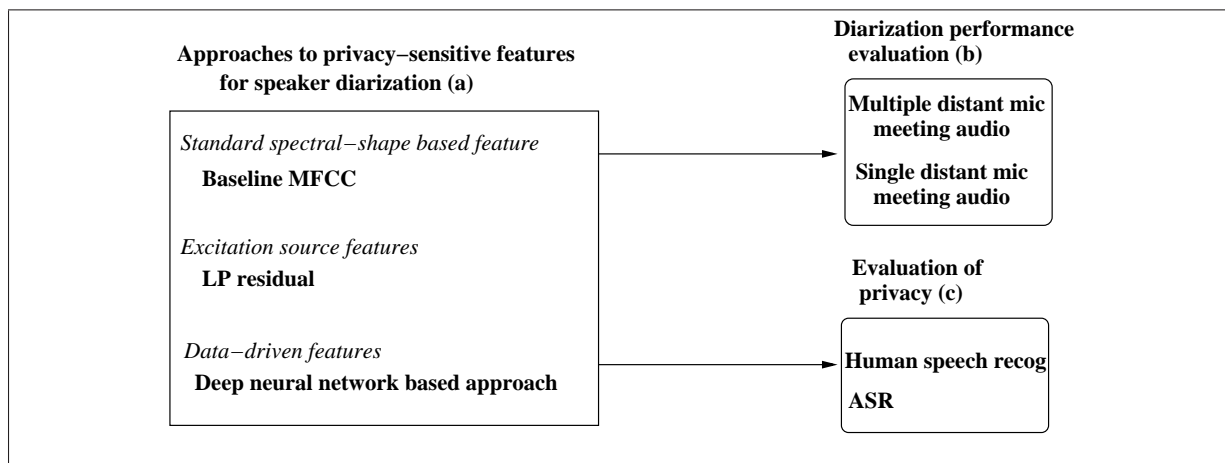 Approaches to privacy−sensitive features
for speaker diarization (a)
Standard spectral−shape based feature
Baseline MFCC
Excitation source features
LP residual
Data−driven features
Deep neural network based approach
Diarization performance
evaluation (b)
Multiple distant mic
meeting audio
Single distant mic
meeting audio
Evaluation of
privacy (c)
Human speech recog
ASR